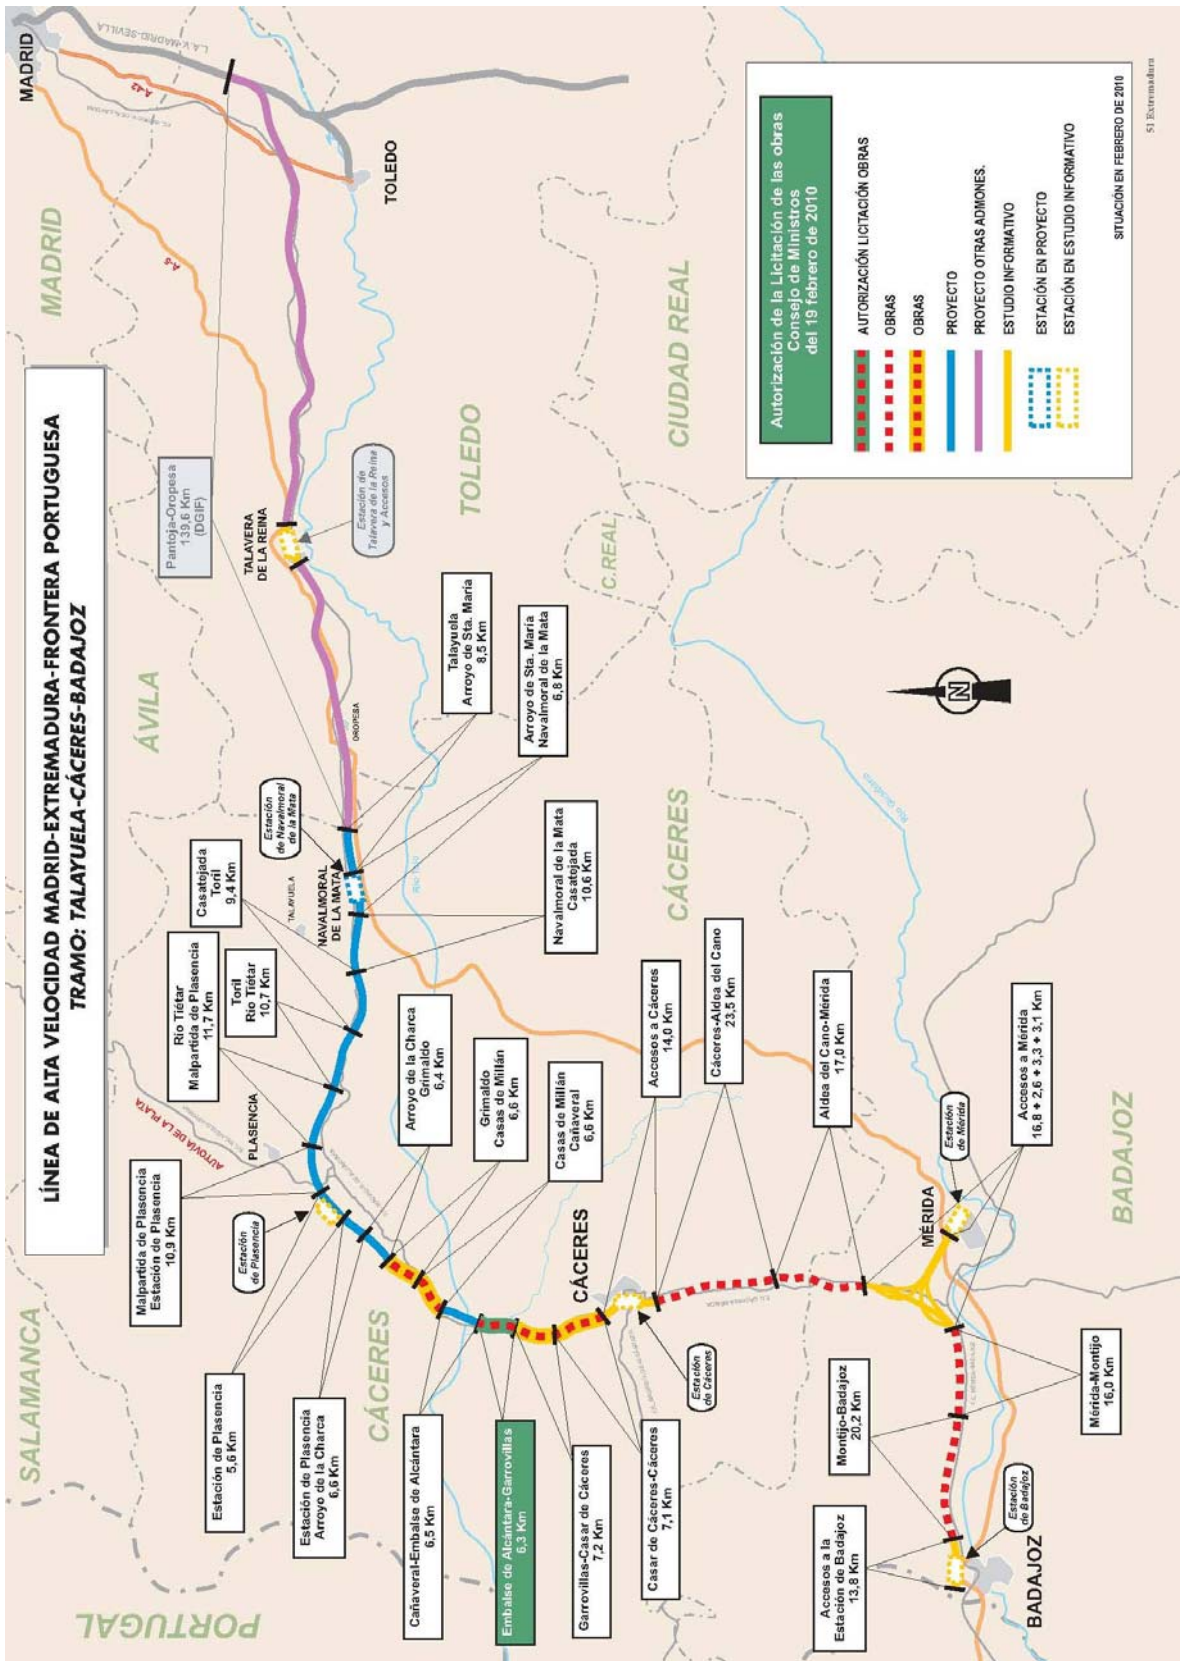 LÍNEA DE ALTA VELOCIDAD MADRID-EXTREMADURA-FRONTERA PORTUGUESA
TRAMO: TALAYUELA-CÁCERES-BADAJOZ
SALAMANCA
ÁVILA
MADRID
MADRID
L.A.V. MADRID-SEVILLA
A-42
A-5
TOLEDO
TOLEDO
CIUDAD REAL
C.REAL
CÁCERES
CÁCERES
BADAJOZ
PORTUGAL
Pantoja-Oropesa
139,6 Km
(DGIF)
TALAVERA
DE LA REINA
Estación de
Talavera de la Reina
y Accesos
OROPESA
Talayuela
Arroyo de Sta. María
8,5 Km
Arroyo de Sta. María
Navalmoral de la Mata
6,8 Km
Estación
de Navalmoral
de la Mata
NAVALMORAL
DE LA MATA
TALAYUELA
Navalmoral de la Mata
Casatejada
10,6 Km
Casatejada
Toril
9,4 Km
Toril
Río Tiétar
10,7 Km
Río Tiétar
Malpartida de Plasencia
11,7 Km
PLASENCIA
AUTOVÍA DE LA PLATA
Malpartida de Plasencia
Estación de Plasencia
10,9 Km
Estación
de Plasencia
Estación de Plasencia
5,6 Km
Estación de Plasencia
Arroyo de la Charca
6,6 Km
Arroyo de la Charca
Grimaldo
6,4 Km
Grimaldo
Casas de Millán
6,6 Km
Casas de Millán
Cañaveral
6,6 Km
Cañaveral-Embalse de Alcántara
6,5 Km
Embalse de Alcántara-Garrovillas
6,3 Km
Garrovillas-Casar de Cáceres
7,2 Km
Casar de Cáceres-Cáceres
7,1 Km
CÁCERES
Estación
de Cáceres
Accesos a Cáceres
14,0 Km
Cáceres-Aldea del Cano
23,5 Km
Aldea del Cano-Mérida
17,0 Km
Accesos a Mérida
16,8 + 2,6 + 3,3 + 3,1 Km
Estación
de Mérida
MÉRIDA
Mérida-Montijo
16,0 Km
Montijo-Badajoz
20,2 Km
Accesos a la
Estación de Badajoz
13,8 Km
Estación
de Badajoz
BADAJOZ
Río Tajo
Río Guadiana
N
Autorización de la Licitación de las obras
Consejo de Ministros
del 19 febrero de 2010
AUTORIZACIÓN LICITACIÓN OBRAS
OBRAS
OBRAS
PROYECTO
PROYECTO OTRAS ADMONES.
ESTUDIO INFORMATIVO
ESTACIÓN EN PROYECTO
ESTACIÓN EN ESTUDIO INFORMATIVO
SITUACIÓN EN FEBRERO DE 2010
51 Extremadura